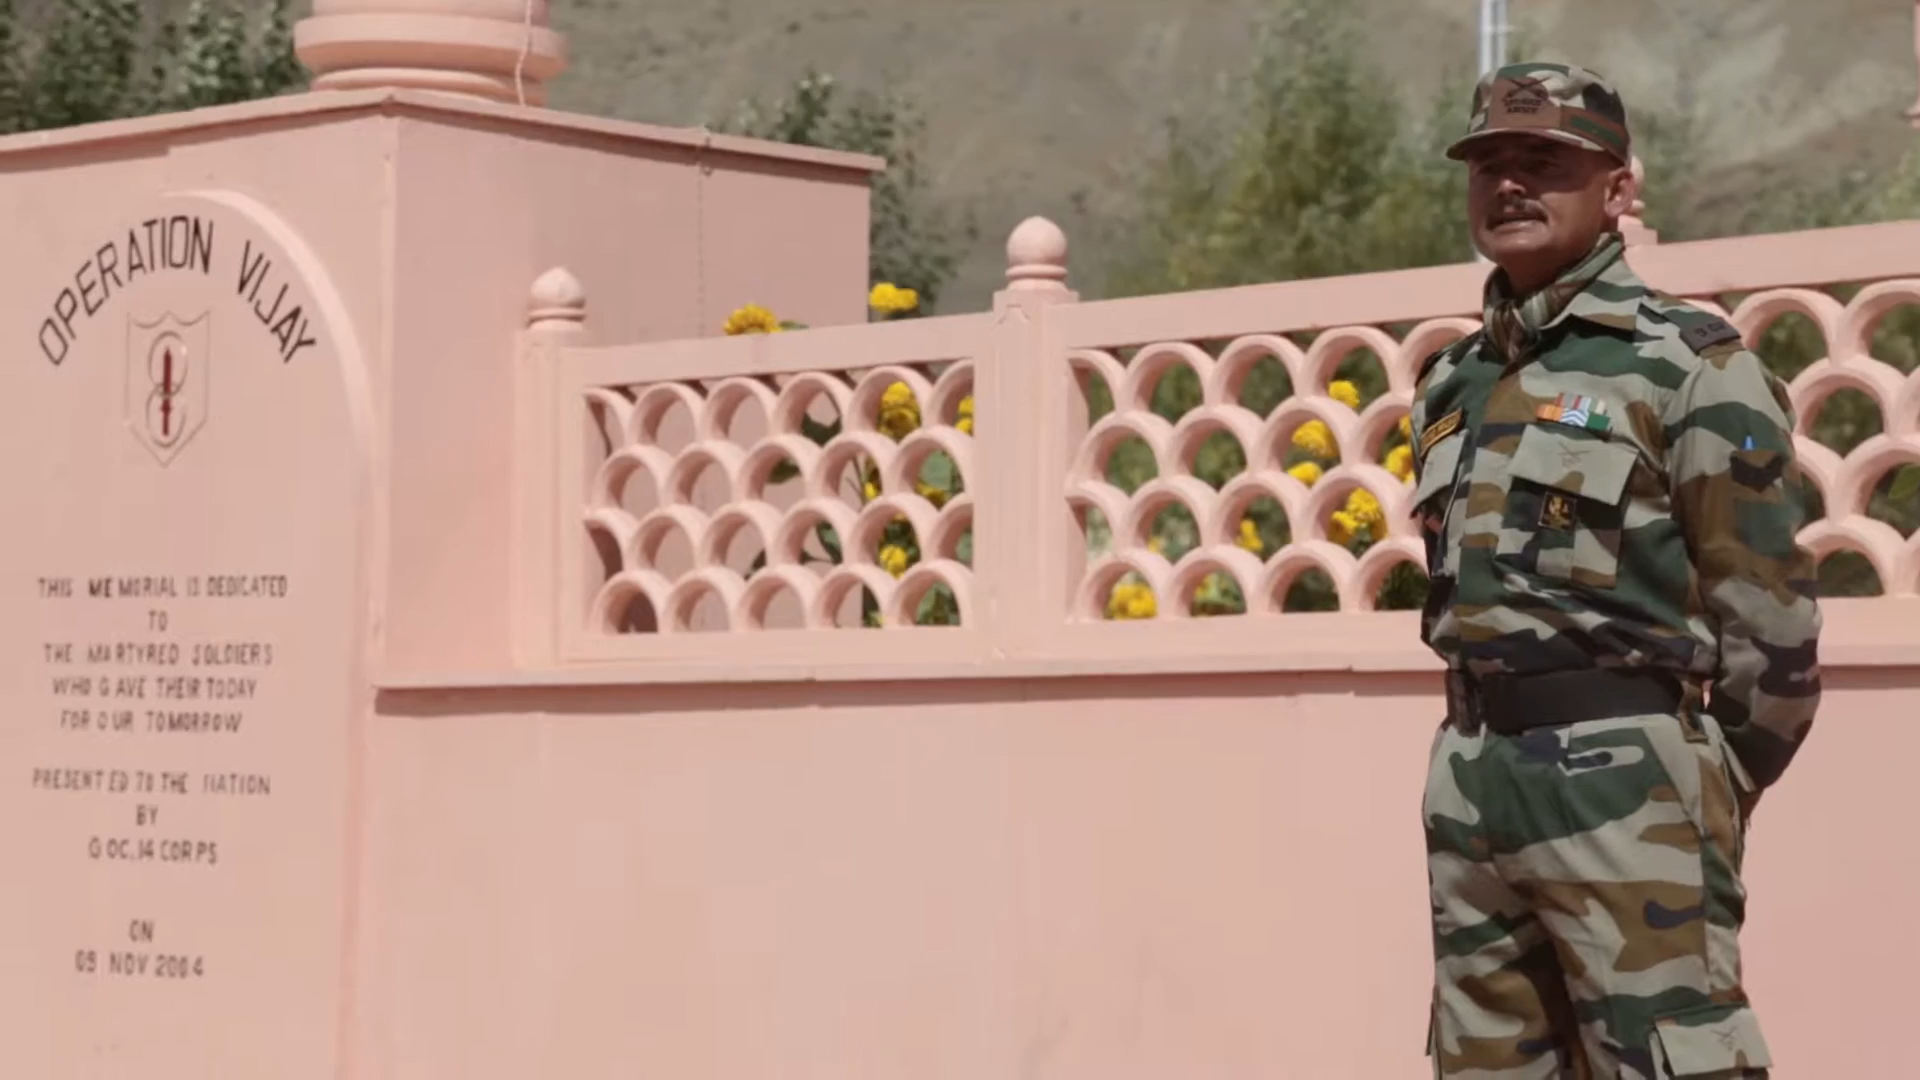 OPERATION VIJAY
THIS MEMORIAL IS DEDICATED
TO
THE MARTYRED SOLDIERS
WHO GAVE THEIR TODAY
FOR OUR TOMORROW
PRESENTED TO THE NATION
BY
GOC, 14 CORPS
ON
09 NOV 2004